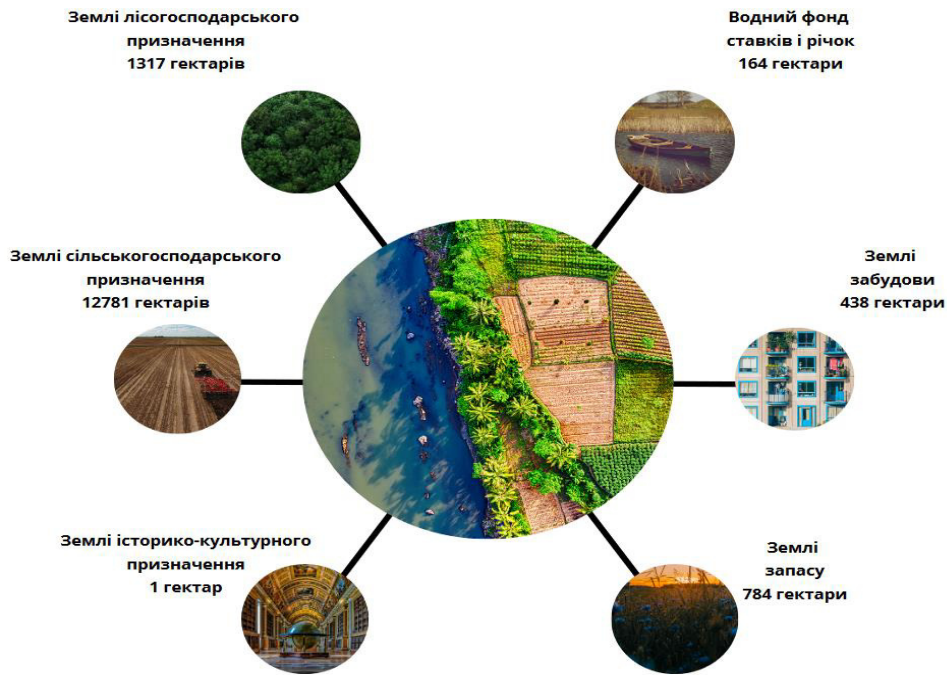 Землі лісогосподарського
призначення
1317 гектарів
Водний фонд
ставків і річок
164 гектари
Землі сільськогосподарського
призначення
12781 гектарів
Землі
забудови
438 гектари
Землі історико-культурного
призначення
1 гектар
Землі
запасу
784 гектари